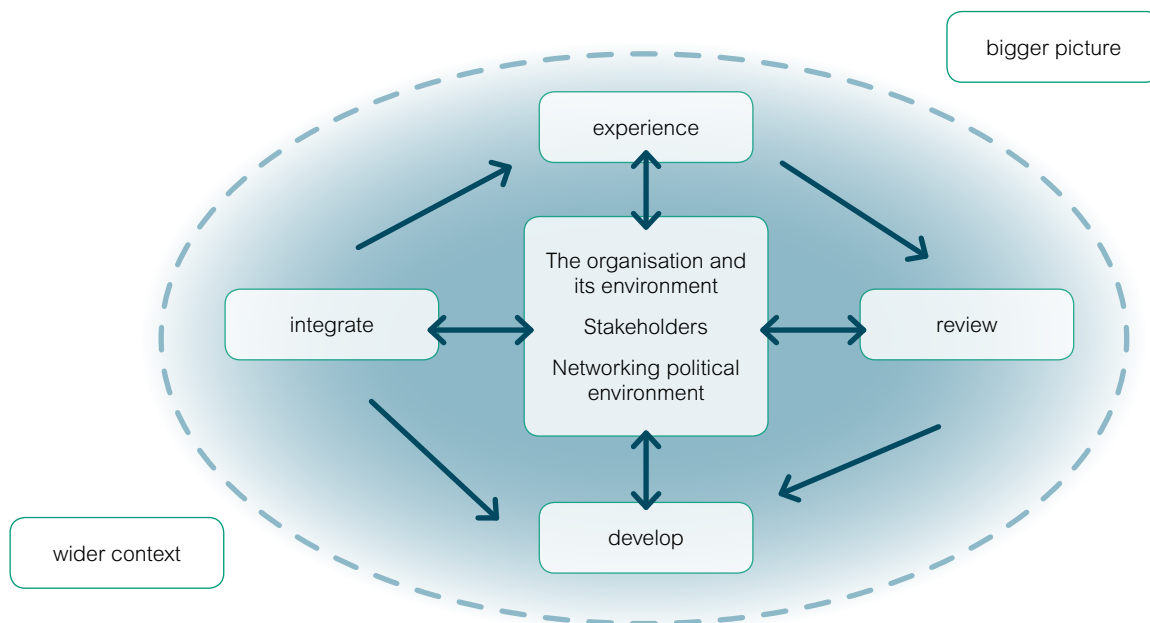 bigger picture
experience
The organisation and
its environment
Stakeholders
Networking political
environment
integrate
review
develop
wider context